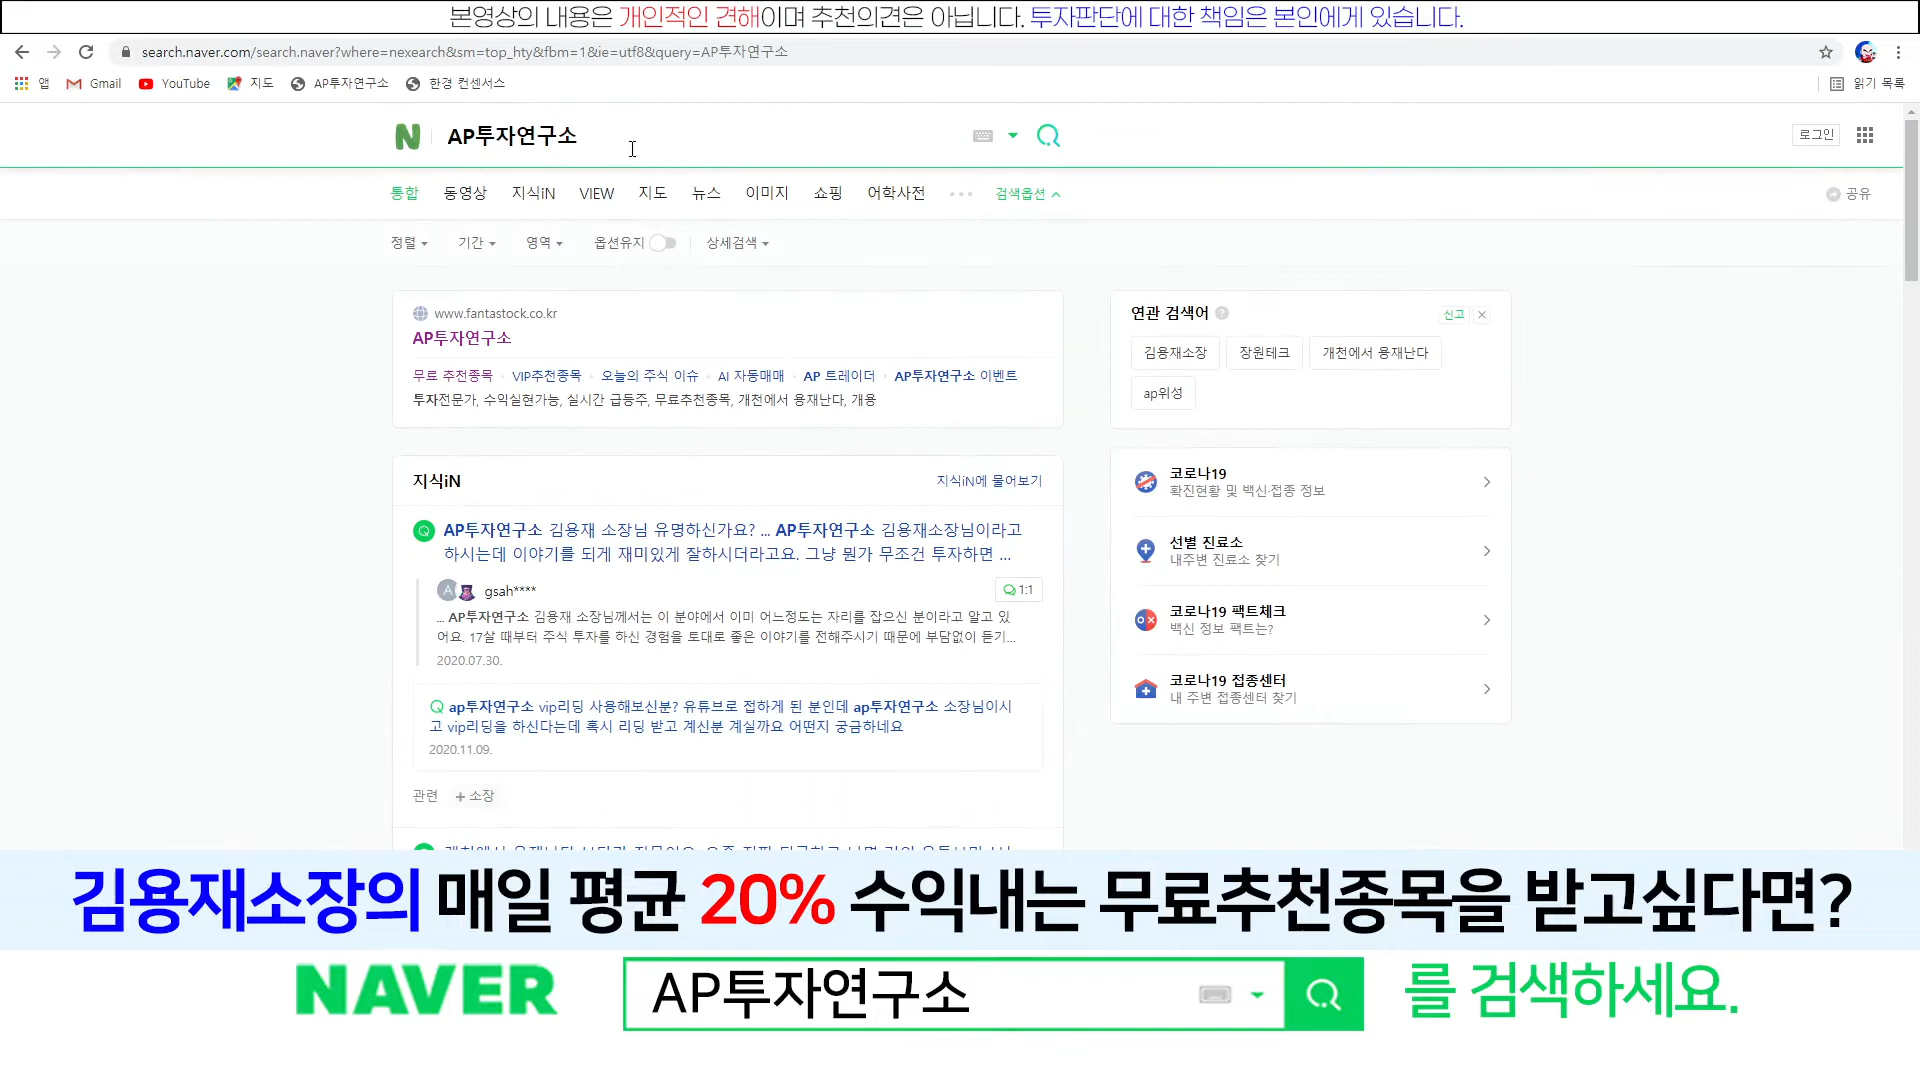 본영상의 내용은 개인적인 견해이며 추천의견은 아닙니다. 투자판단에 대한 책임은 본인에게 있습니다.
search.naver.com/search.naver?where=nexearch&sm=top_hty&fbm=1&ie=utf8&query=AP투자연구소
앱 Gmail YouTube 지도 AP투자연구소 한경 컨센서스 읽기 목록
N AP투자연구소 로그인
통합 동영상 지식iN VIEW 지도 뉴스 이미지 쇼핑 어학사전 검색옵션 공유
정렬 기간 영역 옵션유지 상세검색
www.fantastock.co.kr
AP투자연구소
무료 추천종목 · VIP추천종목 · 오늘의 주식 이슈 · AI 자동매매 · AP 트레이더 · AP투자연구소 이벤트
투자전문가, 수익실현가능, 실시간 급등주, 무료추천종목, 개천에서 용재난다, 개용
연관 검색어 ? 신고
김용재소장 장원테크 개천에서 용재난다
ap위성
지식iN 지식iN에 물어보기
Q AP투자연구소 김용재 소장님 유명하신가요? ... AP투자연구소 김용재소장님이라고
하시는데 이야기를 되게 재미있게 잘하시더라고요. 그냥 뭔가 무조건 투자하면 ...
A gsah**** 1:1
... AP투자연구소 김용재 소장님께서는 이 분야에서 이미 어느정도는 자리를 잡으신 분이라고 알고 있
어요. 17살 때부터 주식 투자를 하신 경험을 토대로 좋은 이야기를 전해주시기 때문에 부담없이 듣기...
2020.07.30.
Q ap투자연구소 vip리딩 사용해보신분? 유튜브로 접하게 된 분인데 ap투자연구소 소장님이시
고 vip리딩을 하신다는데 혹시 리딩 받고 계신분 계실까요 어떤지 궁금하네요
2020.11.09.
관련 + 소장
코로나19
확진현황 및 백신·접종 정보
선별 진료소
내주변 진료소 찾기
코로나19 팩트체크
백신 정보 팩트는?
코로나19 접종센터
내 주변 접종센터 찾기
김용재소장의 매일 평균 20% 수익내는 무료추천종목을 받고싶다면?
NAVER AP투자연구소 를 검색하세요.